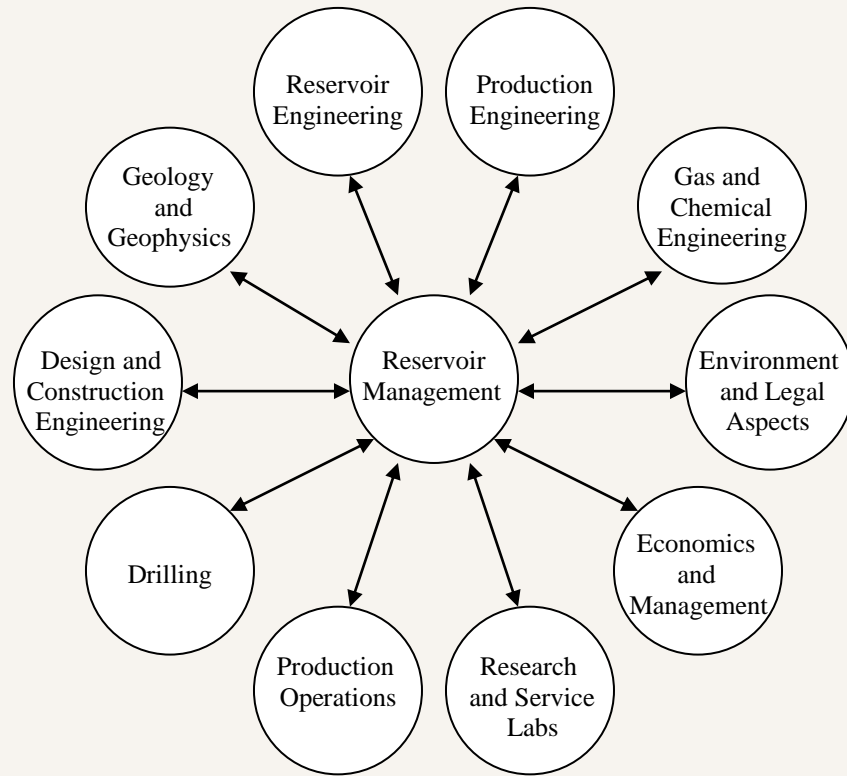 Reservoir
Engineering
Production
Engineering
Geology
and
Geophysics
Gas and
Chemical
Engineering
Design and
Construction
Engineering
Reservoir
Management
Environment
and Legal
Aspects
Drilling
Economics
and
Management
Production
Operations
Research
and Service
Labs